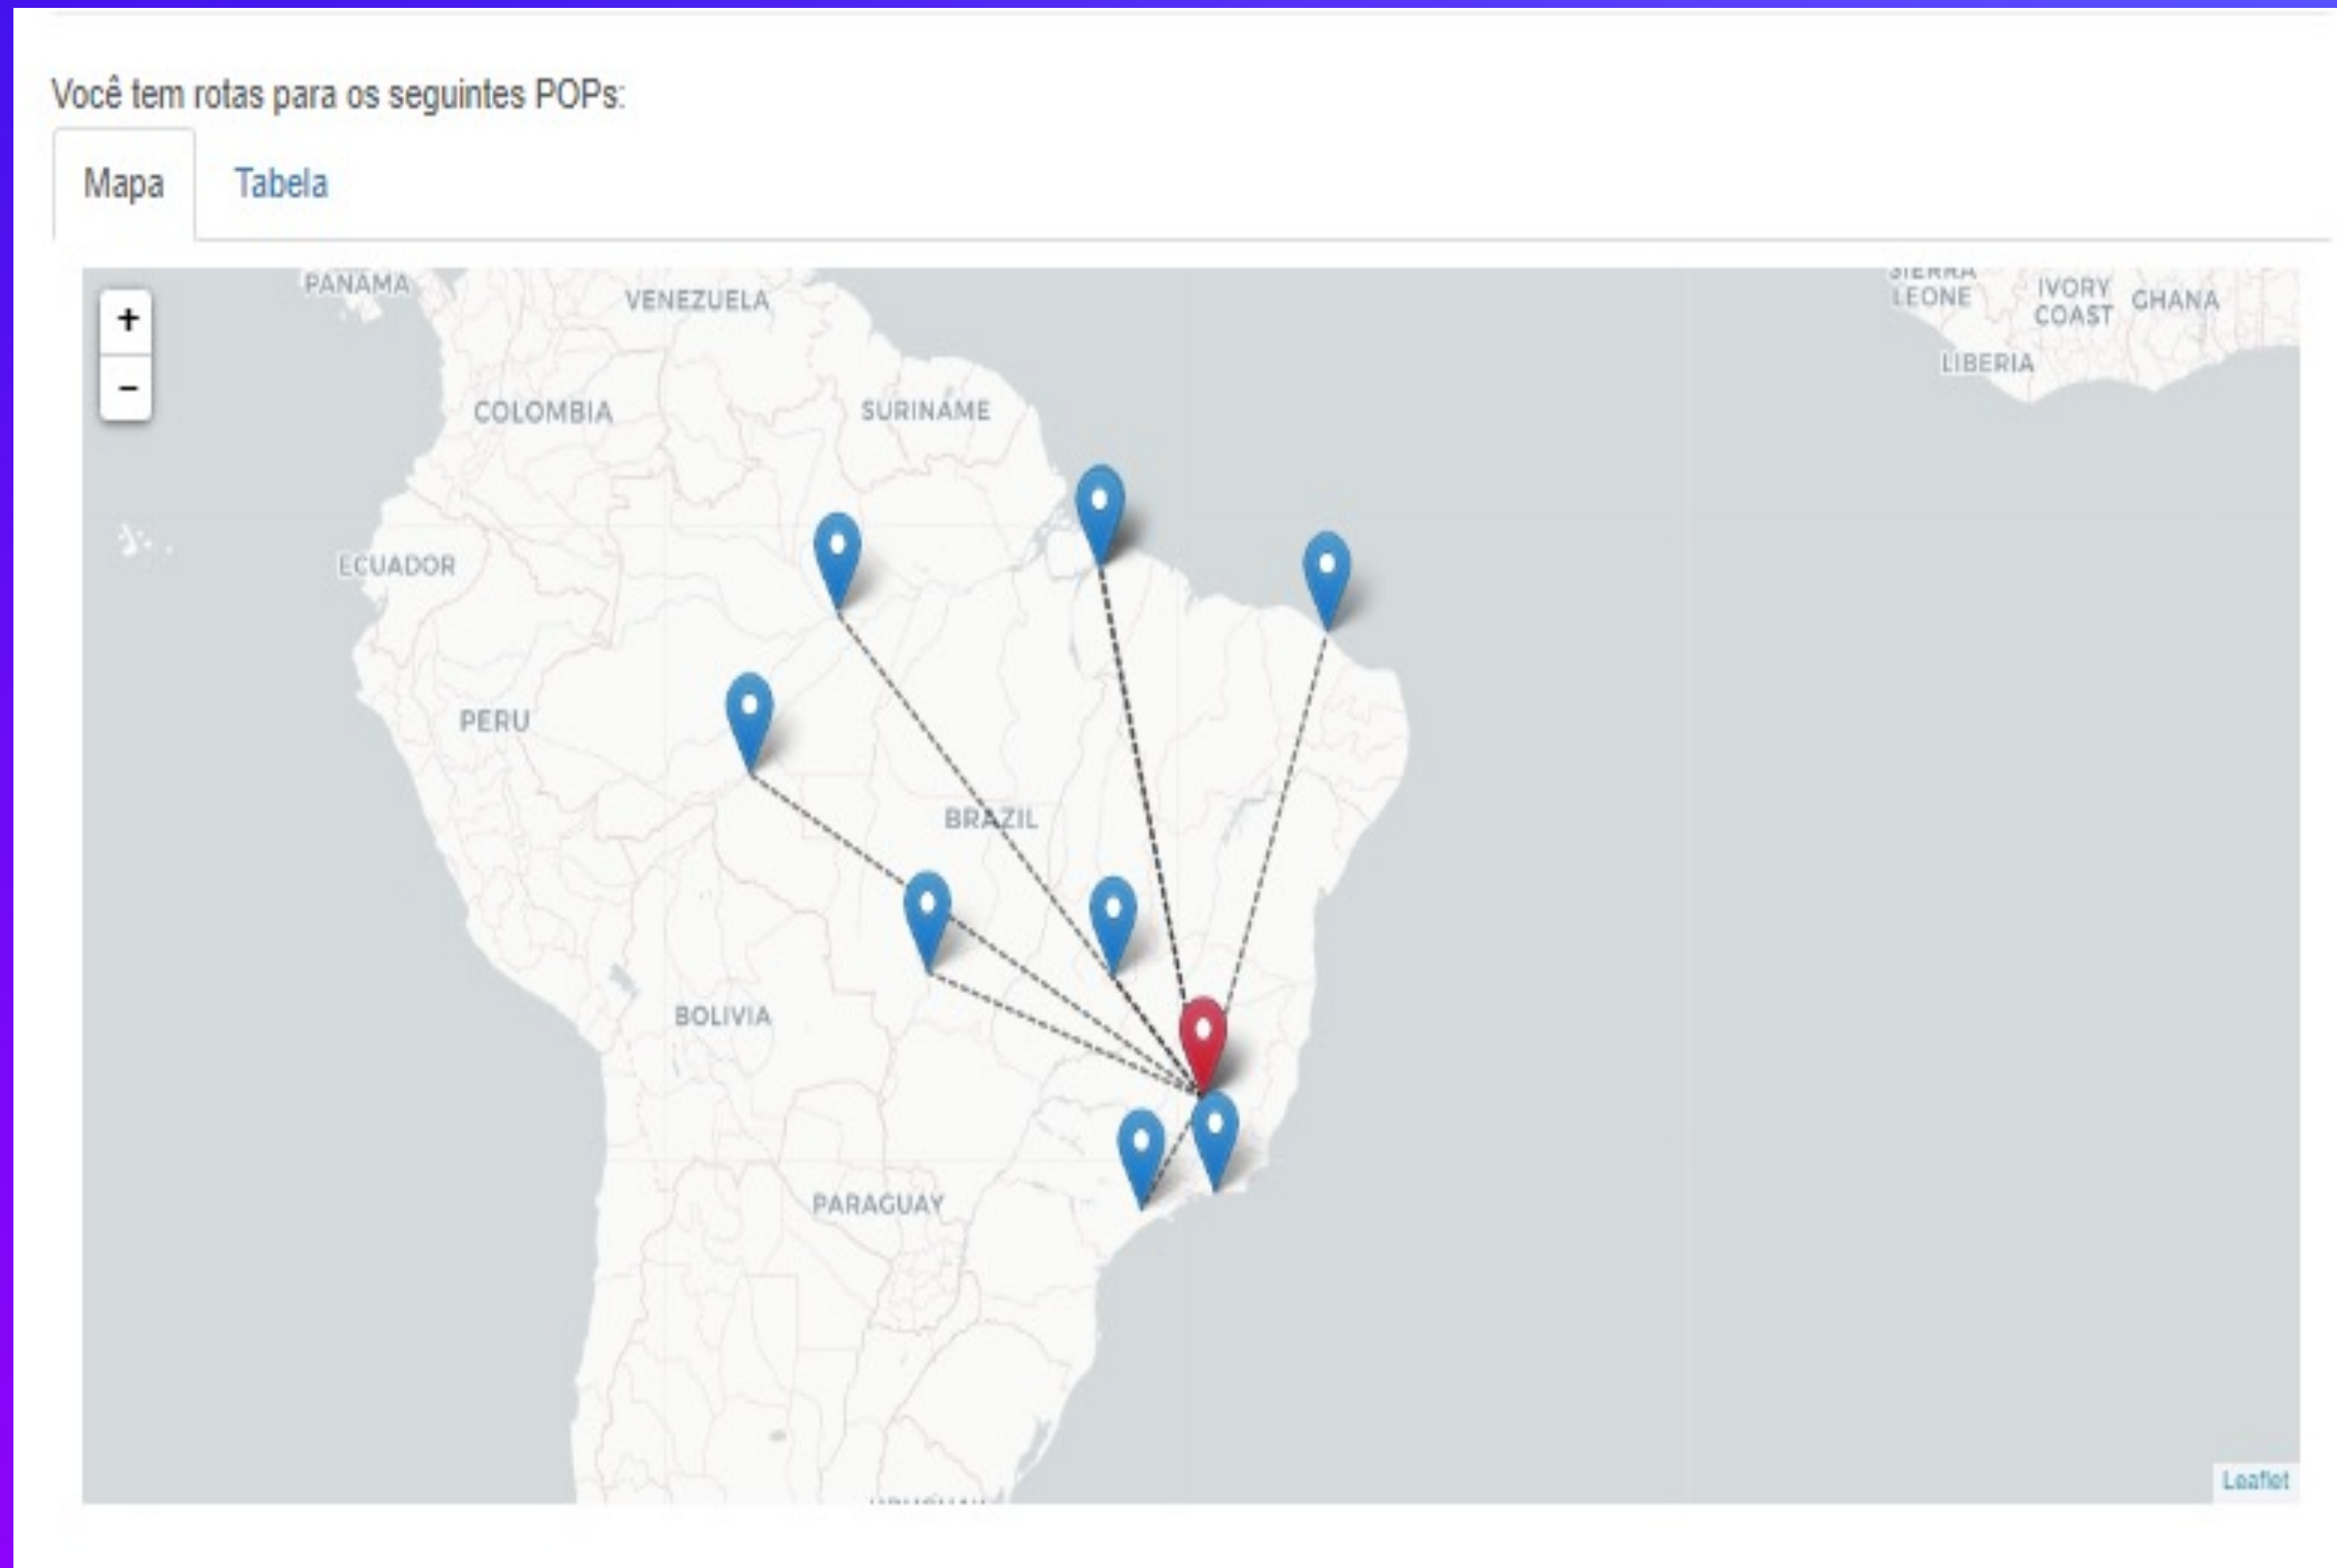 Você tem rotas para os seguintes POPs:
Mapa Tabela
+
−
PANAMA
VENEZUELA
SIERRA
LEONE
IVORY
COAST
GHANA
LIBERIA
COLOMBIA
SURINAME
ECUADOR
PERU
BRAZIL
BOLIVIA
PARAGUAY
Leaflet